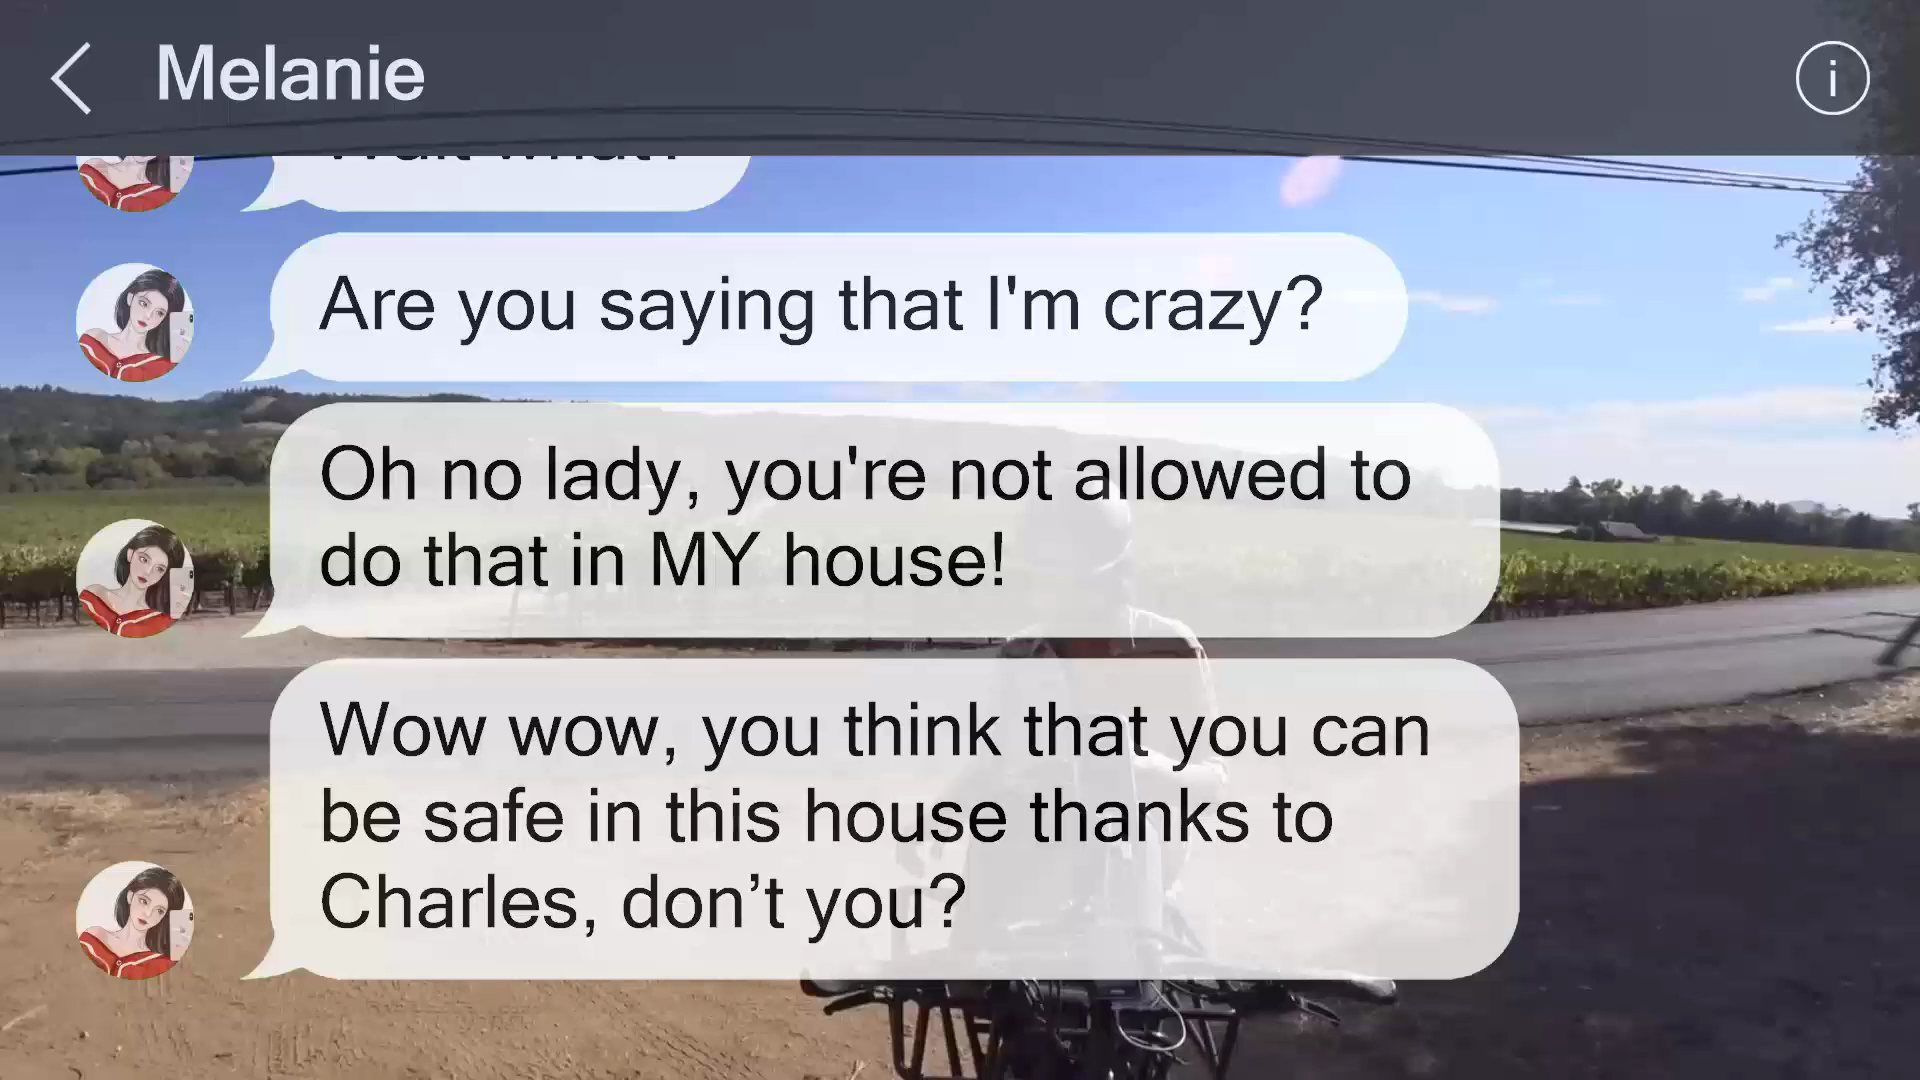 Melanie
Are you saying that I'm crazy?
Oh no lady, you're not allowed to
do that in MY house!
Wow wow, you think that you can
be safe in this house thanks to
Charles, don’t you?